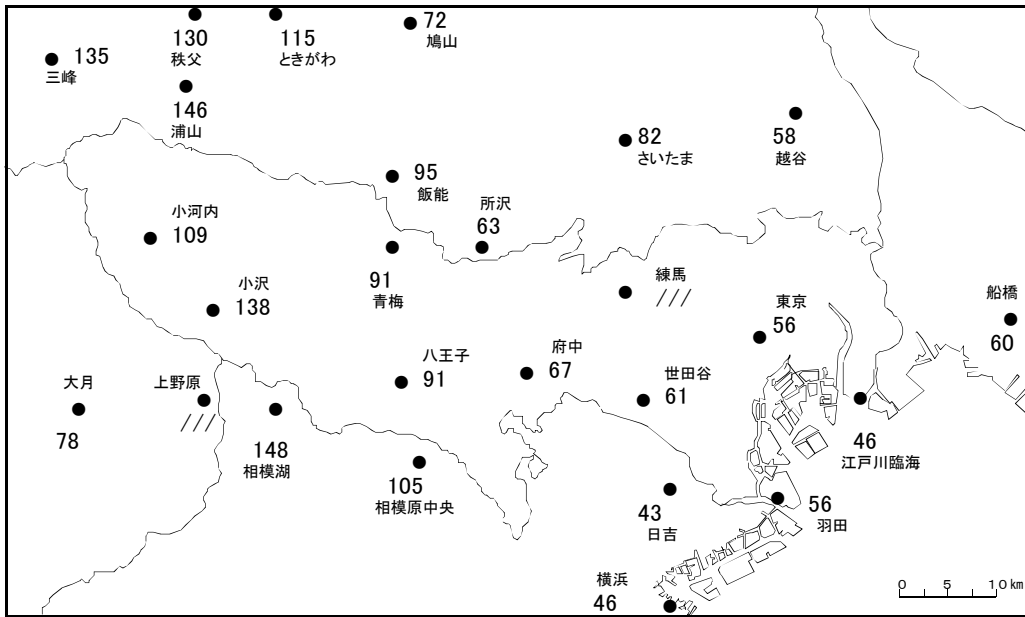 130
秩父
115
ときがわ
72
鳩山
135
三峰
146
浦山
82
さいたま
58
越谷
95
飯能
小河内
109
所沢
63
91
青梅
練馬
///
小沢
138
東京
56
船橋
60
八王子
91
府中
67
世田谷
61
大月
78
上野原
///
148
相模湖
46
江戸川臨海
105
相模原中央
43
日吉
56
羽田
横浜
46
0 5 10km